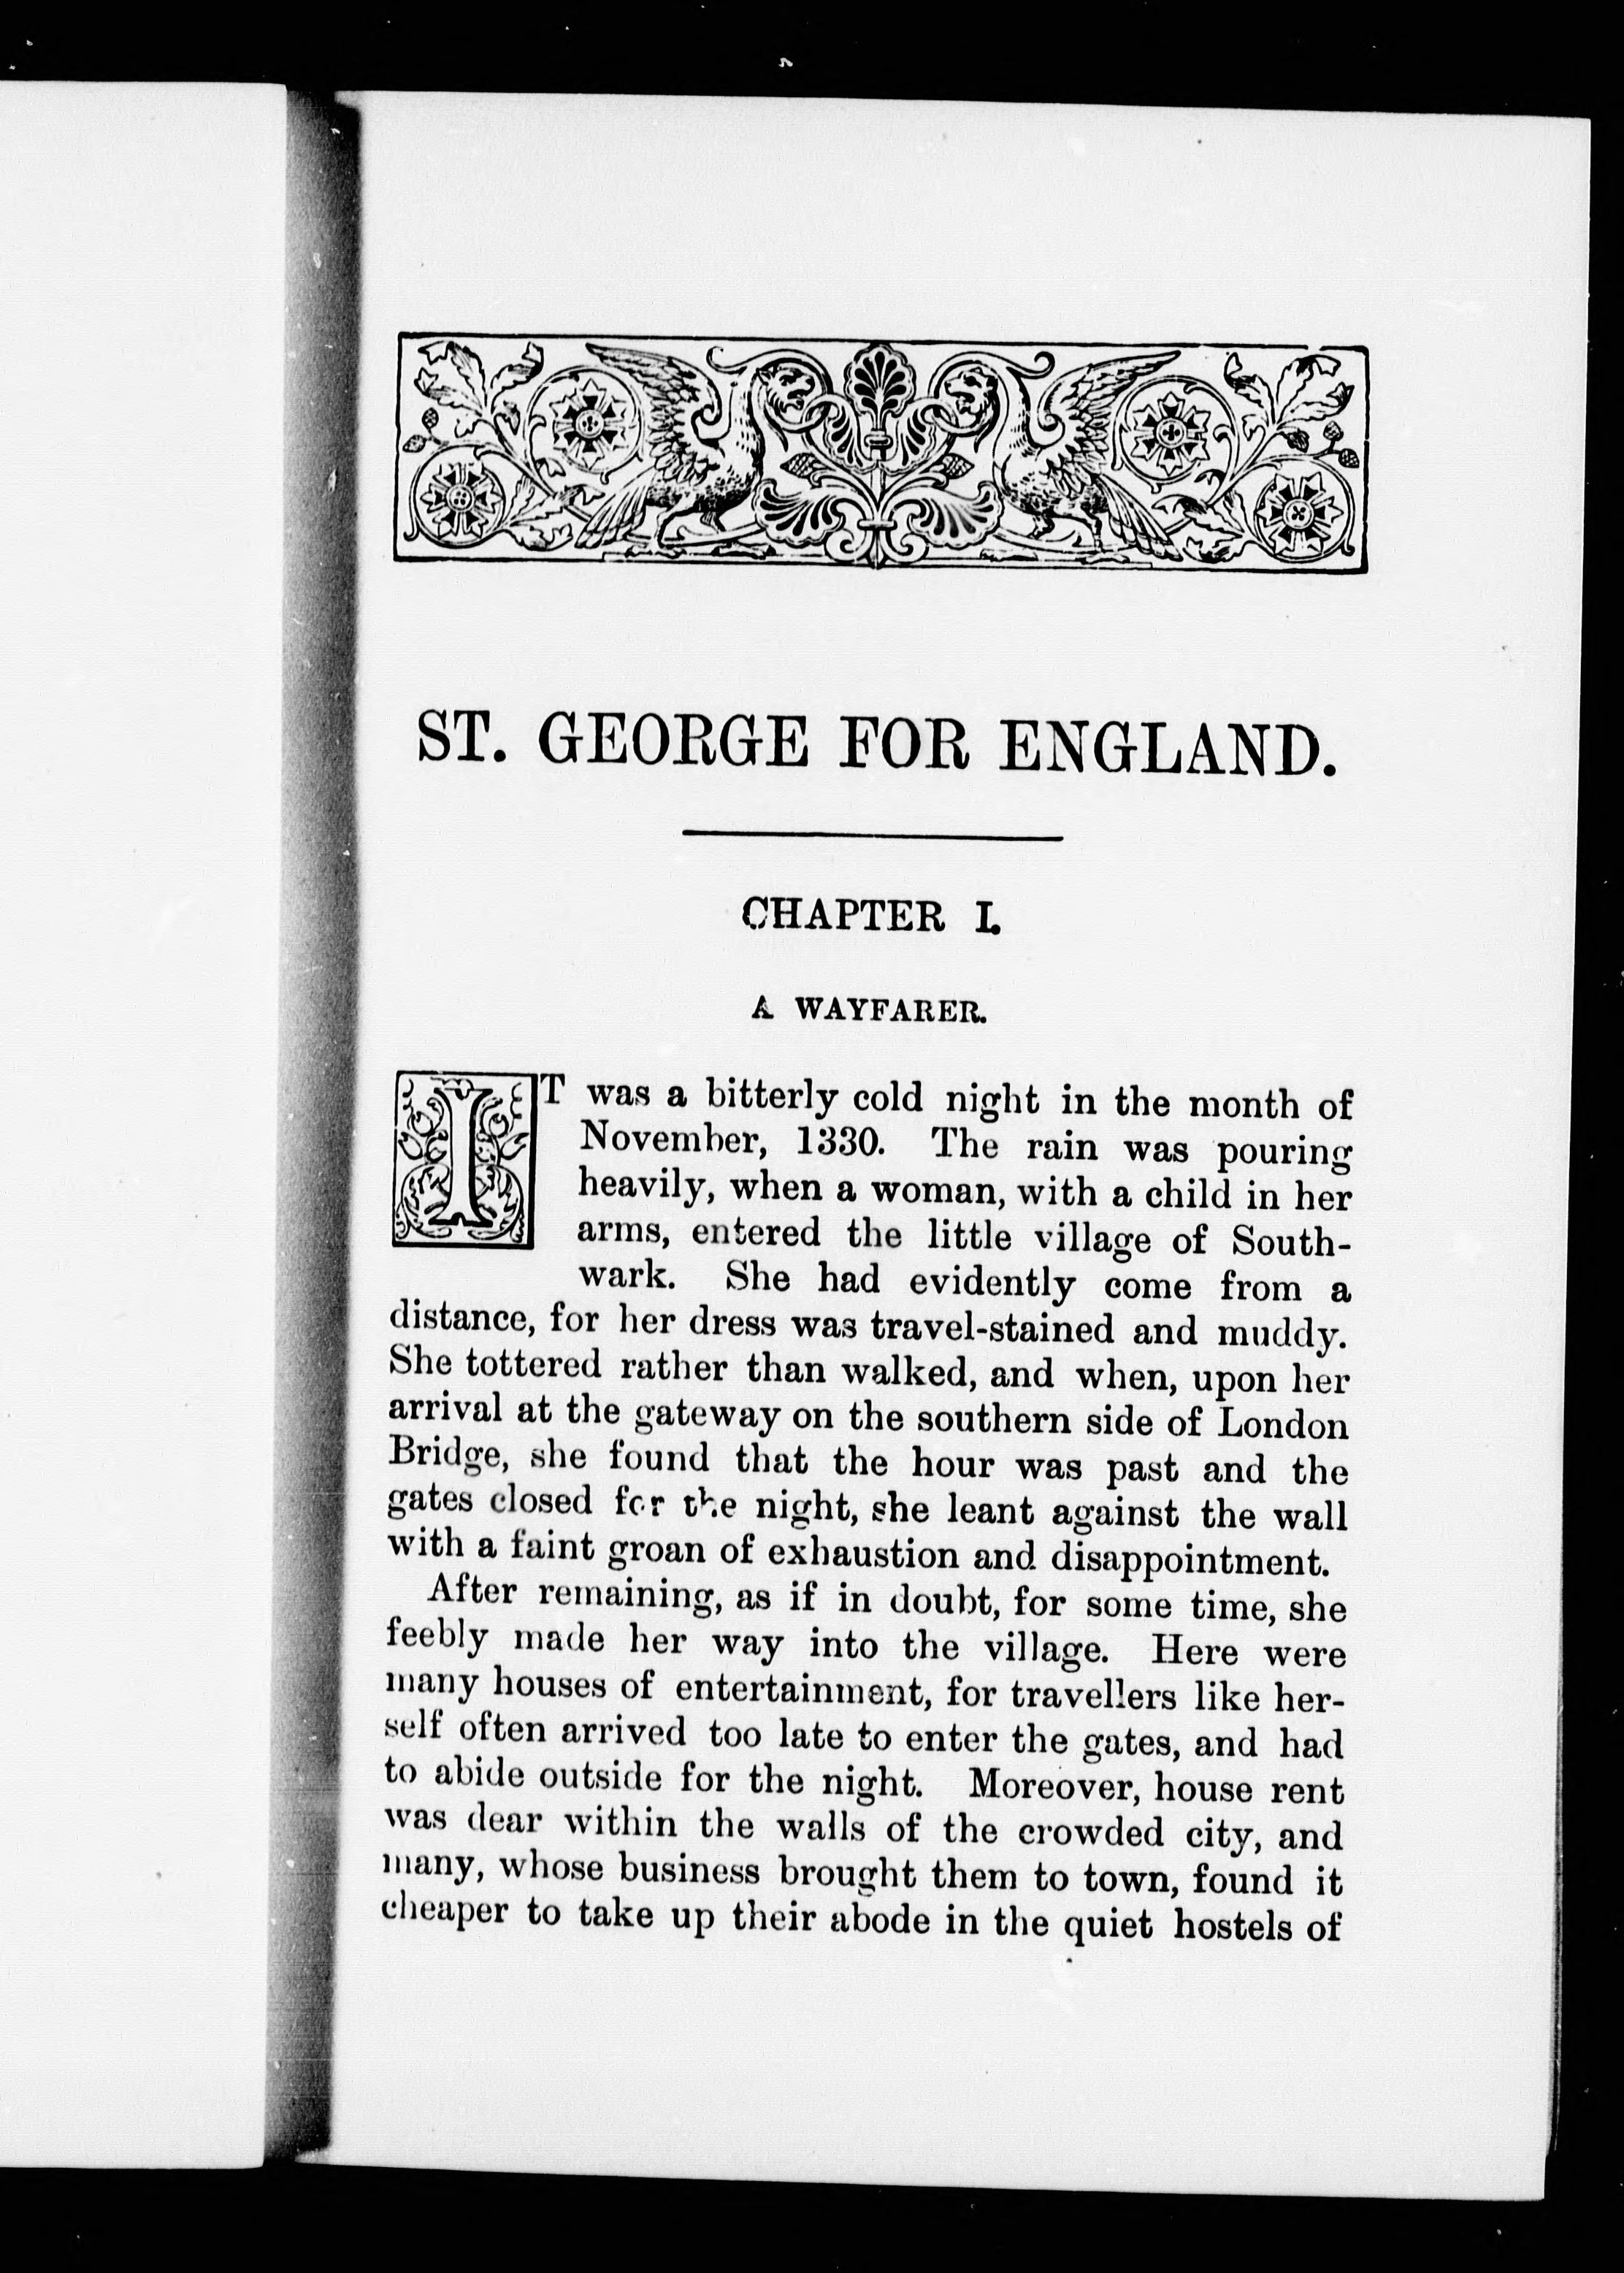 ST. GEORGE FOR ENGLAND.
CHAPTER I.
A WAYFARER.
IT was a bitterly cold night in the month of
November, 1330. The rain was pouring
heavily, when a woman, with a child in her
arms, entered the little village of South-
wark. She had evidently come from a
distance, for her dress was travel-stained and muddy.
She tottered rather than walked, and when, upon her
arrival at the gateway on the southern side of London
Bridge, she found that the hour was past and the
gates closed for the night, she leant against the wall
with a faint groan of exhaustion and disappointment.
After remaining, as if in doubt, for some time, she
feebly made her way into the village. Here were
many houses of entertainment, for travellers like her-
self often arrived too late to enter the gates, and had
to abide outside for the night. Moreover, house rent
was dear within the walls of the crowded city, and
many, whose business brought them to town, found it
cheaper to take up their abode in the quiet hostels of